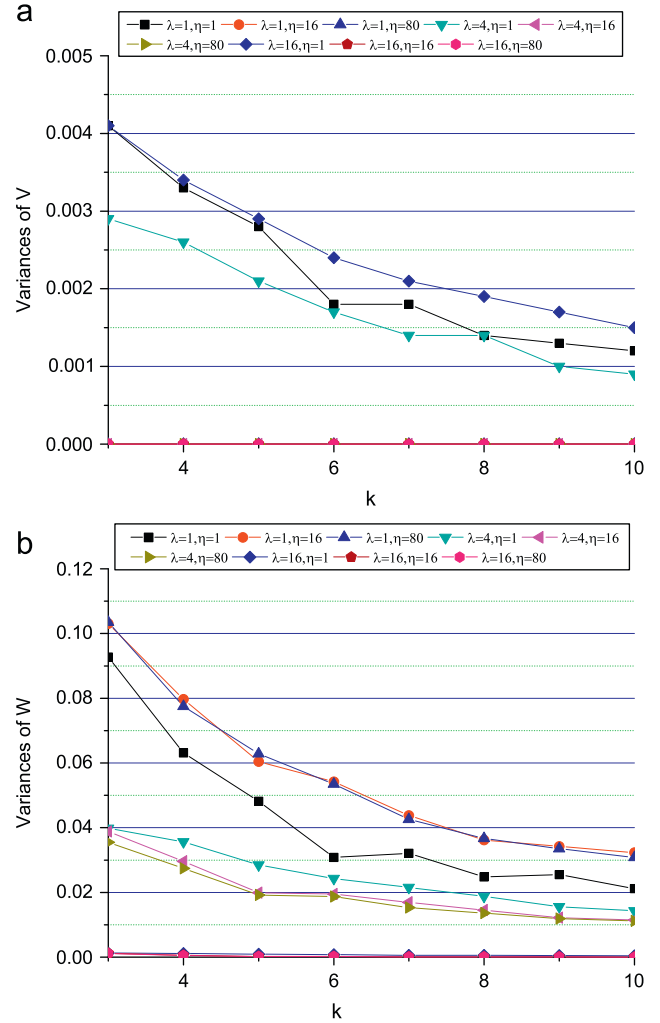 a
λ=1,η=1 λ=1,η=16 λ=1,η=80 λ=4,η=1 λ=4,η=16
λ=4,η=80 λ=16,η=1 λ=16,η=16 λ=16,η=80
0.005
0.004
0.003
0.002
0.001
0.000
Variances of V
4 6 8 10
k
b
λ=1,η=1 λ=1,η=16 λ=1,η=80 λ=4,η=1 λ=4,η=16
λ=4,η=80 λ=16,η=1 λ=16,η=16 λ=16,η=80
0.12
0.10
0.08
0.06
0.04
0.02
0.00
Variances of W
4 6 8 10
k